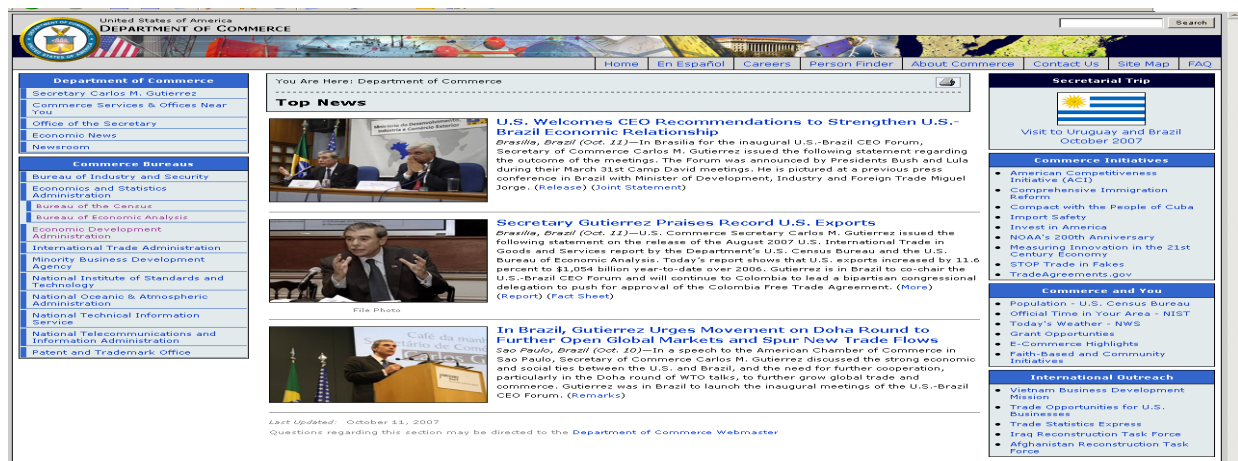 United States of America
DEPARTMENT OF COMMERCE
Search
Home
En Español
Careers
Person Finder
About Commerce
Contact Us
Site Map
FAQ
Department of Commerce
Secretary Carlos M. Gutierrez
Commerce Services & Offices Near
You
Office of the Secretary
Economic News
Newsroom
Commerce Bureaus
Bureau of Industry and Security
Economics and Statistics
Administration
Bureau of the Census
Bureau of Economic Analysis
Economic Development
Administration
International Trade Administration
Minority Business Development
Agency
National Institute of Standards and
Technology
National Oceanic & Atmospheric
Administration
National Technical Information
Service
National Telecommunications and
Information Administration
Patent and Trademark Office
You Are Here: Department of Commerce
Top News
U.S. Welcomes CEO Recommendations to Strengthen U.S.-
Brazil Economic Relationship
Brasilia, Brazil (Oct. 11)—In Brasilia for the inaugural U.S.-Brazil CEO Forum,
Secretary of Commerce Carlos M. Gutierrez issued the following statement regarding
the outcome of the meetings. The Forum was announced by Presidents Bush and Lula
during their March 31st Camp David meetings. He is pictured at a previous press
conference in Brazil with Minister of Development, Industry and Foreign Trade Miguel
Jorge. (Release) (Joint Statement)
Secretary Gutierrez Praises Record U.S. Exports
Brasilia, Brazil (Oct. 11)—U.S. Commerce Secretary Carlos M. Gutierrez issued the
following statement on the release of the August 2007 U.S. International Trade in
Goods and Services report by the Department's U.S. Census Bureau and the U.S.
Bureau of Economic Analysis. Today's report shows that U.S. exports increased by 11.6
percent to $1,054 billion year-to-date over 2006. Gutierrez is in Brazil to co-chair the
U.S.-Brazil CEO Forum and will continue to Colombia to lead a bipartisan congressional
delegation to push for approval of the Colombia Free Trade Agreement. (More)
(Report) (Fact Sheet)
File Photo
In Brazil, Gutierrez Urges Movement on Doha Round to
Further Open Global Markets and Spur New Trade Flows
Sao Paulo, Brazil (Oct. 10)—In a speech to the American Chamber of Commerce in
Sao Paulo, Secretary of Commerce Carlos M. Gutierrez discussed the strong economic
and social ties between the U.S. and Brazil, and the need for further cooperation,
particularly in the Doha round of WTO talks, to further grow global trade and
commerce. Gutierrez was in Brazil to launch the inaugural meetings of the U.S.-Brazil
CEO Forum. (Remarks)
Last Updated: October 11, 2007
Questions regarding this section may be directed to the Department of Commerce Webmaster
Secretarial Trip
Visit to Uruguay and Brazil
October 2007
Commerce Initiatives
American Competitiveness
Initiative (ACI)
Comprehensive Immigration
Reform
Compact with the People of Cuba
Import Safety
Invest in America
NOAA's 200th Anniversary
Measuring Innovation in the 21st
Century Economy
STOP Trade in Fakes
TradeAgreements.gov
Commerce and You
Population - U.S. Census Bureau
Official Time in Your Area - NIST
Today's Weather - NWS
Grant Opportunties
E-Commerce Highlights
Faith-Based and Community
Initiatives
International Outreach
Vietnam Business Development
Mission
Trade Opportunities for U.S.
Businesses
Trade Statistics Express
Iraq Reconstruction Task Force
Afghanistan Reconstruction Task
Force